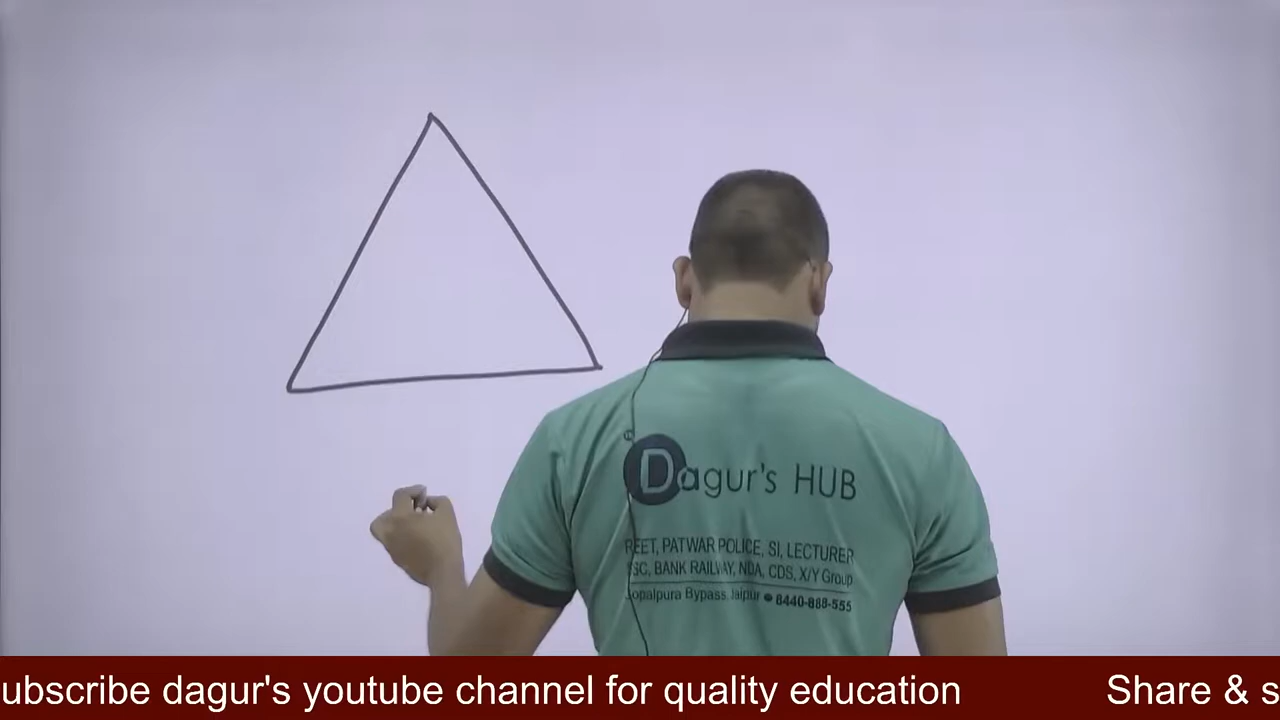 Dagur's HUB
REET, PATWAR POLICE, SI, LECTURER
SSC, BANK RAILWAY, NDA, CDS, X/Y Group
Gopalpura Bypass Jaipur ● 8440-888-555
ubscribe dagur's youtube channel for quality education Share & s